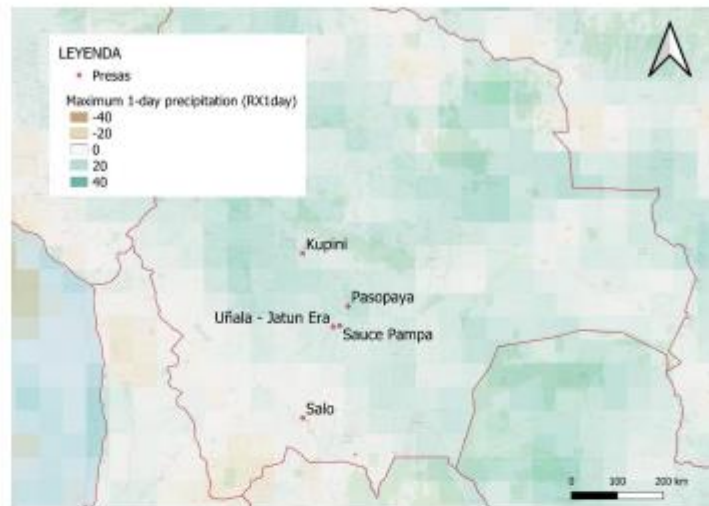 LEYENDA
Presas
Maximum 1-day precipitation (RX1day)
-40
-20
0
20
40
Kupini
Pasopaya
Uñala - Jatun Era
Sauce Pampa
Salo
0 100 200 km